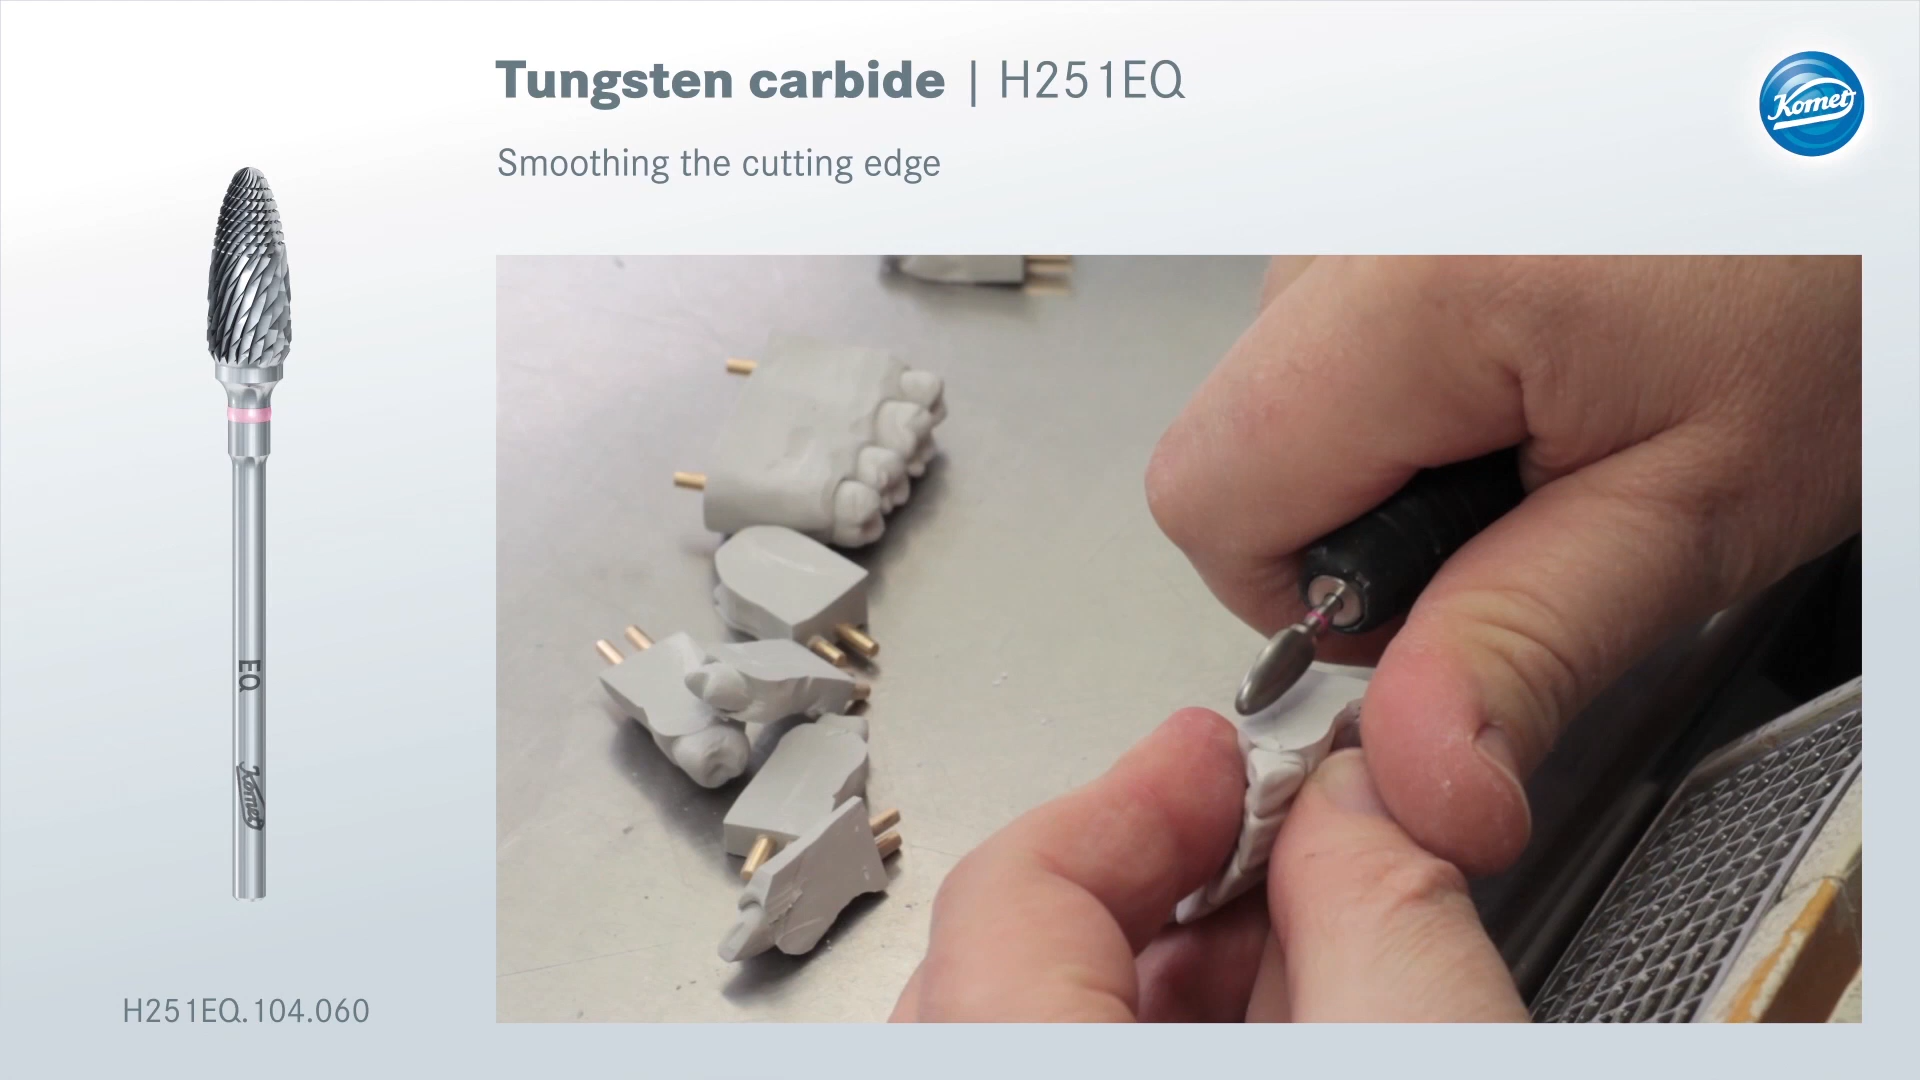 Tungsten carbide | H251EQ
Komet
Smoothing the cutting edge
EQ
Komet
H251EQ.104.060